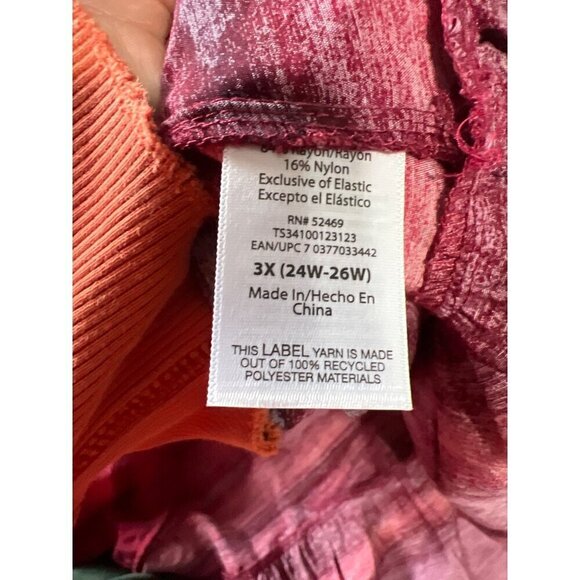 Rayon/Rayon
16% Nylon
Exclusive of Elastic
Excepto el Elástico
RN# 52469
TS34100123123
EAN/UPC 7 0377033442
3X (24W-26W)
Made In/Hecho En
China
THIS LABEL YARN IS MADE
OUT OF 100% RECYCLED
POLYESTER MATERIALS